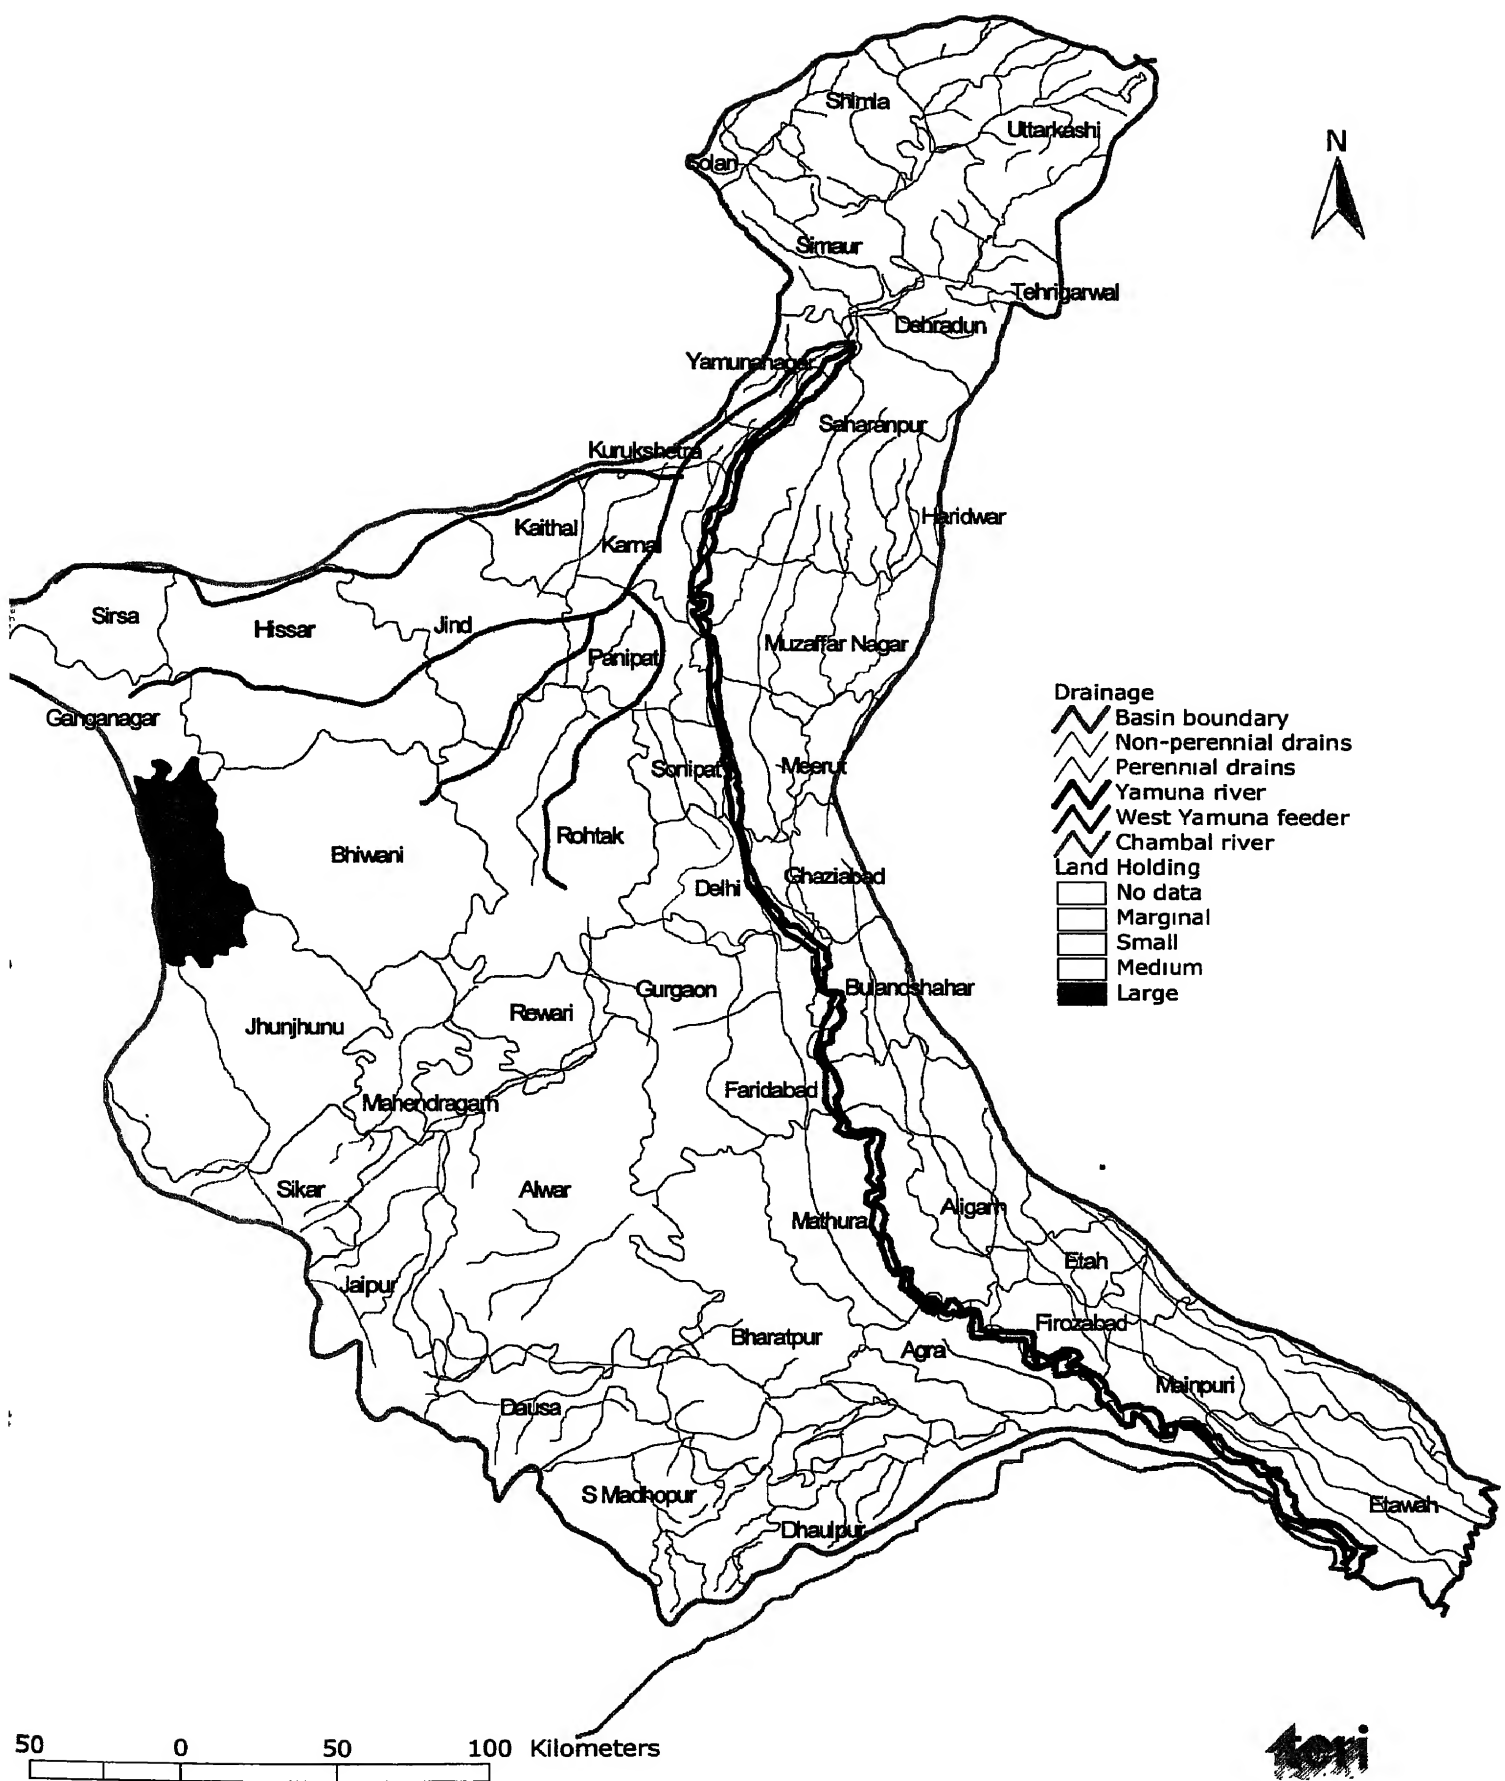 Shimla
Uttarkashi
N
Solan
Sirmaur
Tehrigarwal
Dehradun
Yamunanagar
Saharanpur
Kurukshetra
Haridwar
Kaithal
Karnal
Sirsa
Hissar
Jind
Muzaffar Nagar
Panipat
Ganganagar
Sonipat
Meerut
Rohtak
Bhiwani
Ghaziabad
Delhi
Drainage
Basin boundary
Non-perennial drains
Perennial drains
Yamuna river
West Yamuna feeder
Chambal river
Land Holding
No data
Marginal
Small
Medium
Large
Bulandshahar
Gurgaon
Rewari
Jhunjhunu
Faridabad
Mahendragarh
Sikar
Alwar
Mathura
Aligarh
Etah
Jaipur
Firozabad
Bharatpur
Agra
Mainpuri
Dausa
S Madhopur
Etawah
Dhaulpur
50 0 50 100 Kilometers
teri